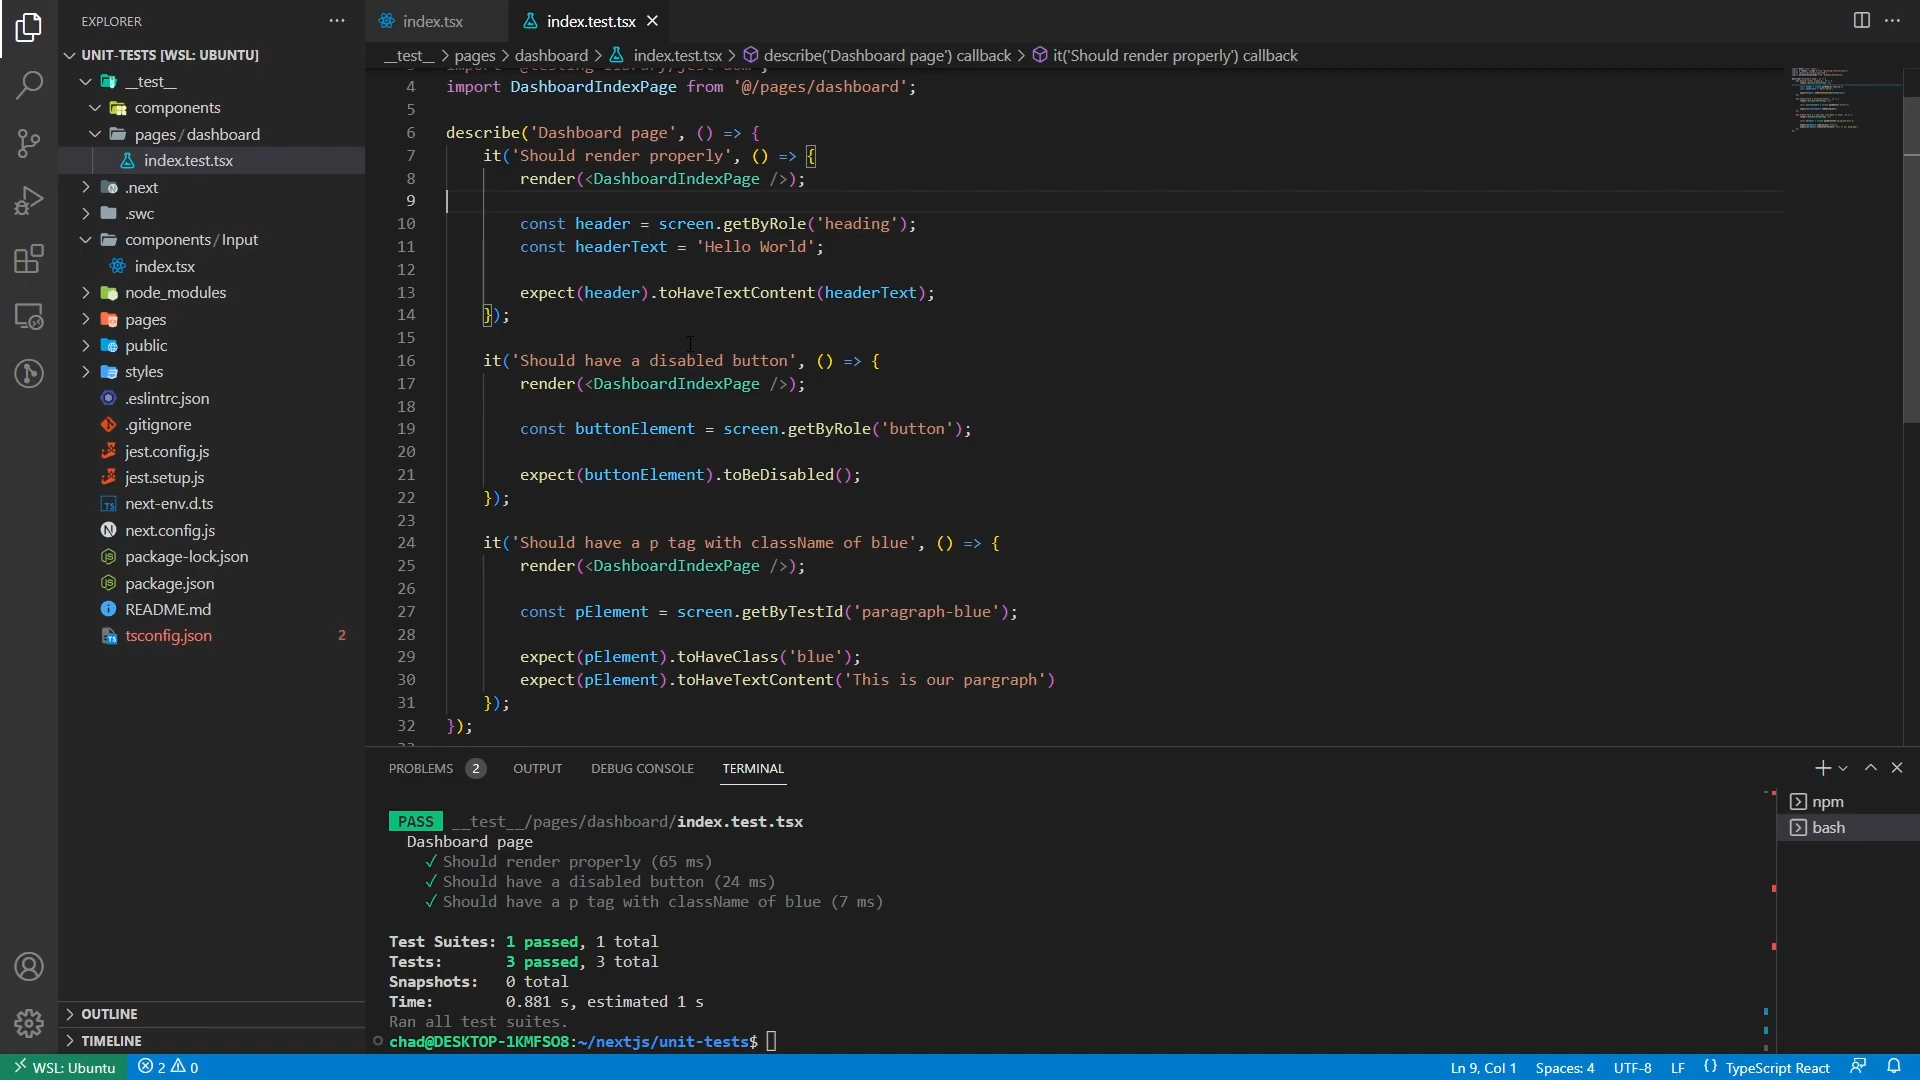 EXPLORER
index.tsx
index.test.tsx
UNIT-TESTS [WSL: UBUNTU]
__test__ > pages > dashboard > index.test.tsx > describe('Dashboard page') callback > it('Should render properly') callback
__test__
components
pages / dashboard
index.test.tsx
.next
.swc
components / Input
index.tsx
node_modules
pages
public
styles
.eslintrc.json
.gitignore
jest.config.js
jest.setup.js
next-env.d.ts
next.config.js
package-lock.json
package.json
README.md
tsconfig.json 2
OUTLINE
TIMELINE
4 import DashboardIndexPage from '@/pages/dashboard';
5
6 describe('Dashboard page', () => {
7 it('Should render properly', () => {
8 render(<DashboardIndexPage />);
9
10 const header = screen.getByRole('heading');
11 const headerText = 'Hello World';
12
13 expect(header).toHaveTextContent(headerText);
14 });
15
16 it('Should have a disabled button', () => {
17 render(<DashboardIndexPage />);
18
19 const buttonElement = screen.getByRole('button');
20
21 expect(buttonElement).toBeDisabled();
22 });
23
24 it('Should have a p tag with className of blue', () => {
25 render(<DashboardIndexPage />);
26
27 const pElement = screen.getByTestId('paragraph-blue');
28
29 expect(pElement).toHaveClass('blue');
30 expect(pElement).toHaveTextContent('This is our pargraph')
31 });
32 });
PROBLEMS 2 OUTPUT DEBUG CONSOLE TERMINAL
npm
bash
PASS __test__/pages/dashboard/index.test.tsx
Dashboard page
✓ Should render properly (65 ms)
✓ Should have a disabled button (24 ms)
✓ Should have a p tag with className of blue (7 ms)
Test Suites: 1 passed, 1 total
Tests: 3 passed, 3 total
Snapshots: 0 total
Time: 0.881 s, estimated 1 s
Ran all test suites.
chad@DESKTOP-1KMFSO8:~/nextjs/unit-tests$
WSL: Ubuntu 2 0 Ln 9, Col 1 Spaces: 4 UTF-8 LF {} TypeScript React